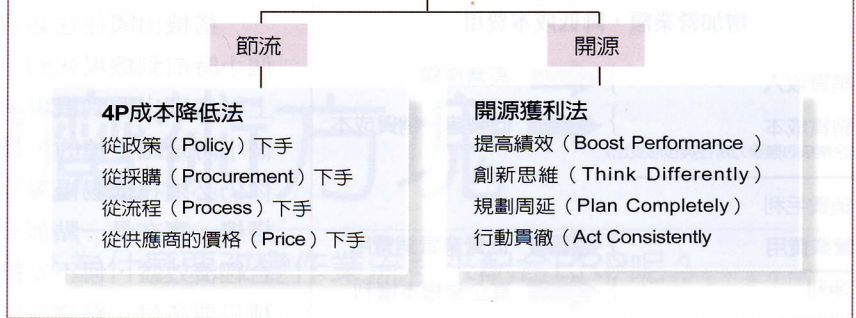 節流
開源
4P成本降低法
從政策（Policy）下手
從採購（Procurement）下手
從流程（Process）下手
從供應商的價格（Price）下手
開源獲利法
提高績效（Boost Performance ）
創新思維（Think Differently）
規劃周延（Plan Completely）
行動貫徹（Act Consistently